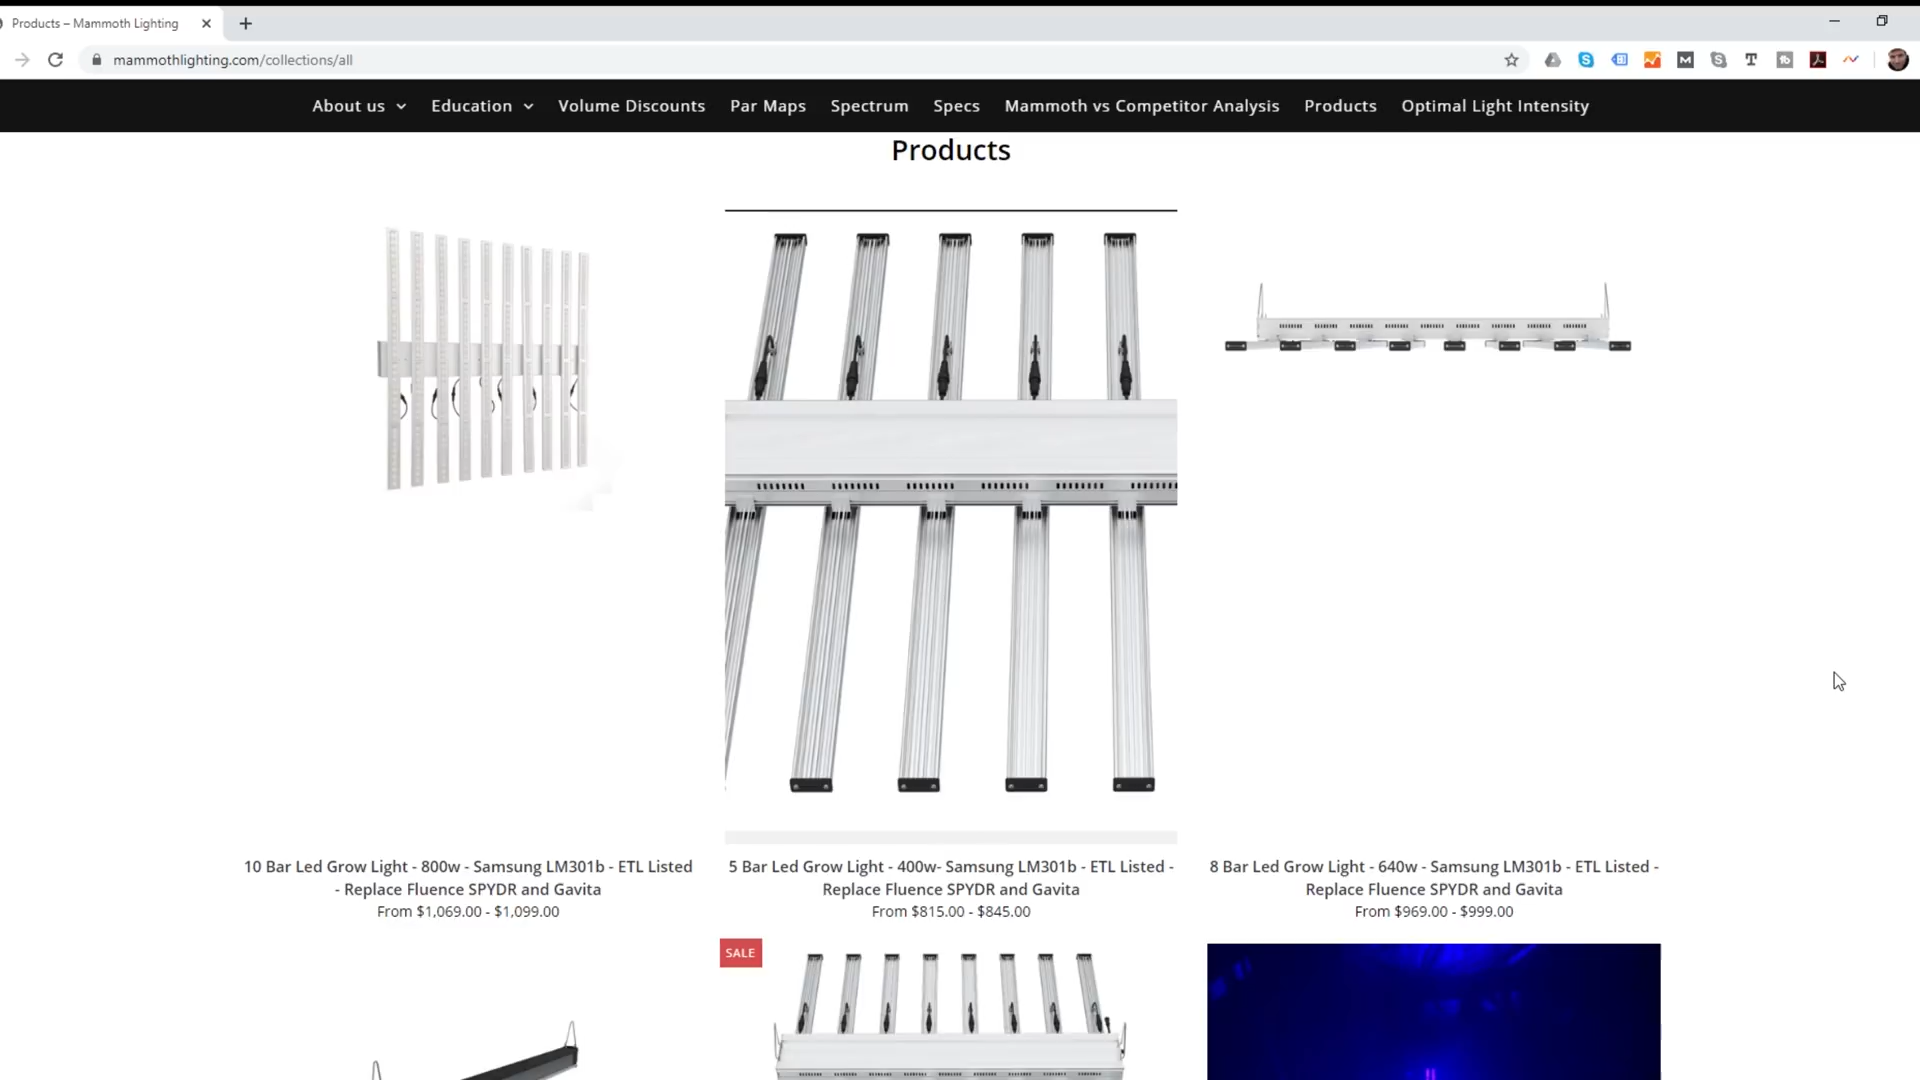 Products – Mammoth Lighting
mammothlighting.com/collections/all
About us Education Volume Discounts Par Maps Spectrum Specs Mammoth vs Competitor Analysis Products Optimal Light Intensity
Products
10 Bar Led Grow Light - 800w - Samsung LM301b - ETL Listed
- Replace Fluence SPYDR and Gavita
From $1,069.00 - $1,099.00
5 Bar Led Grow Light - 400w- Samsung LM301b - ETL Listed -
Replace Fluence SPYDR and Gavita
From $815.00 - $845.00
8 Bar Led Grow Light - 640w - Samsung LM301b - ETL Listed -
Replace Fluence SPYDR and Gavita
From $969.00 - $999.00
SALE